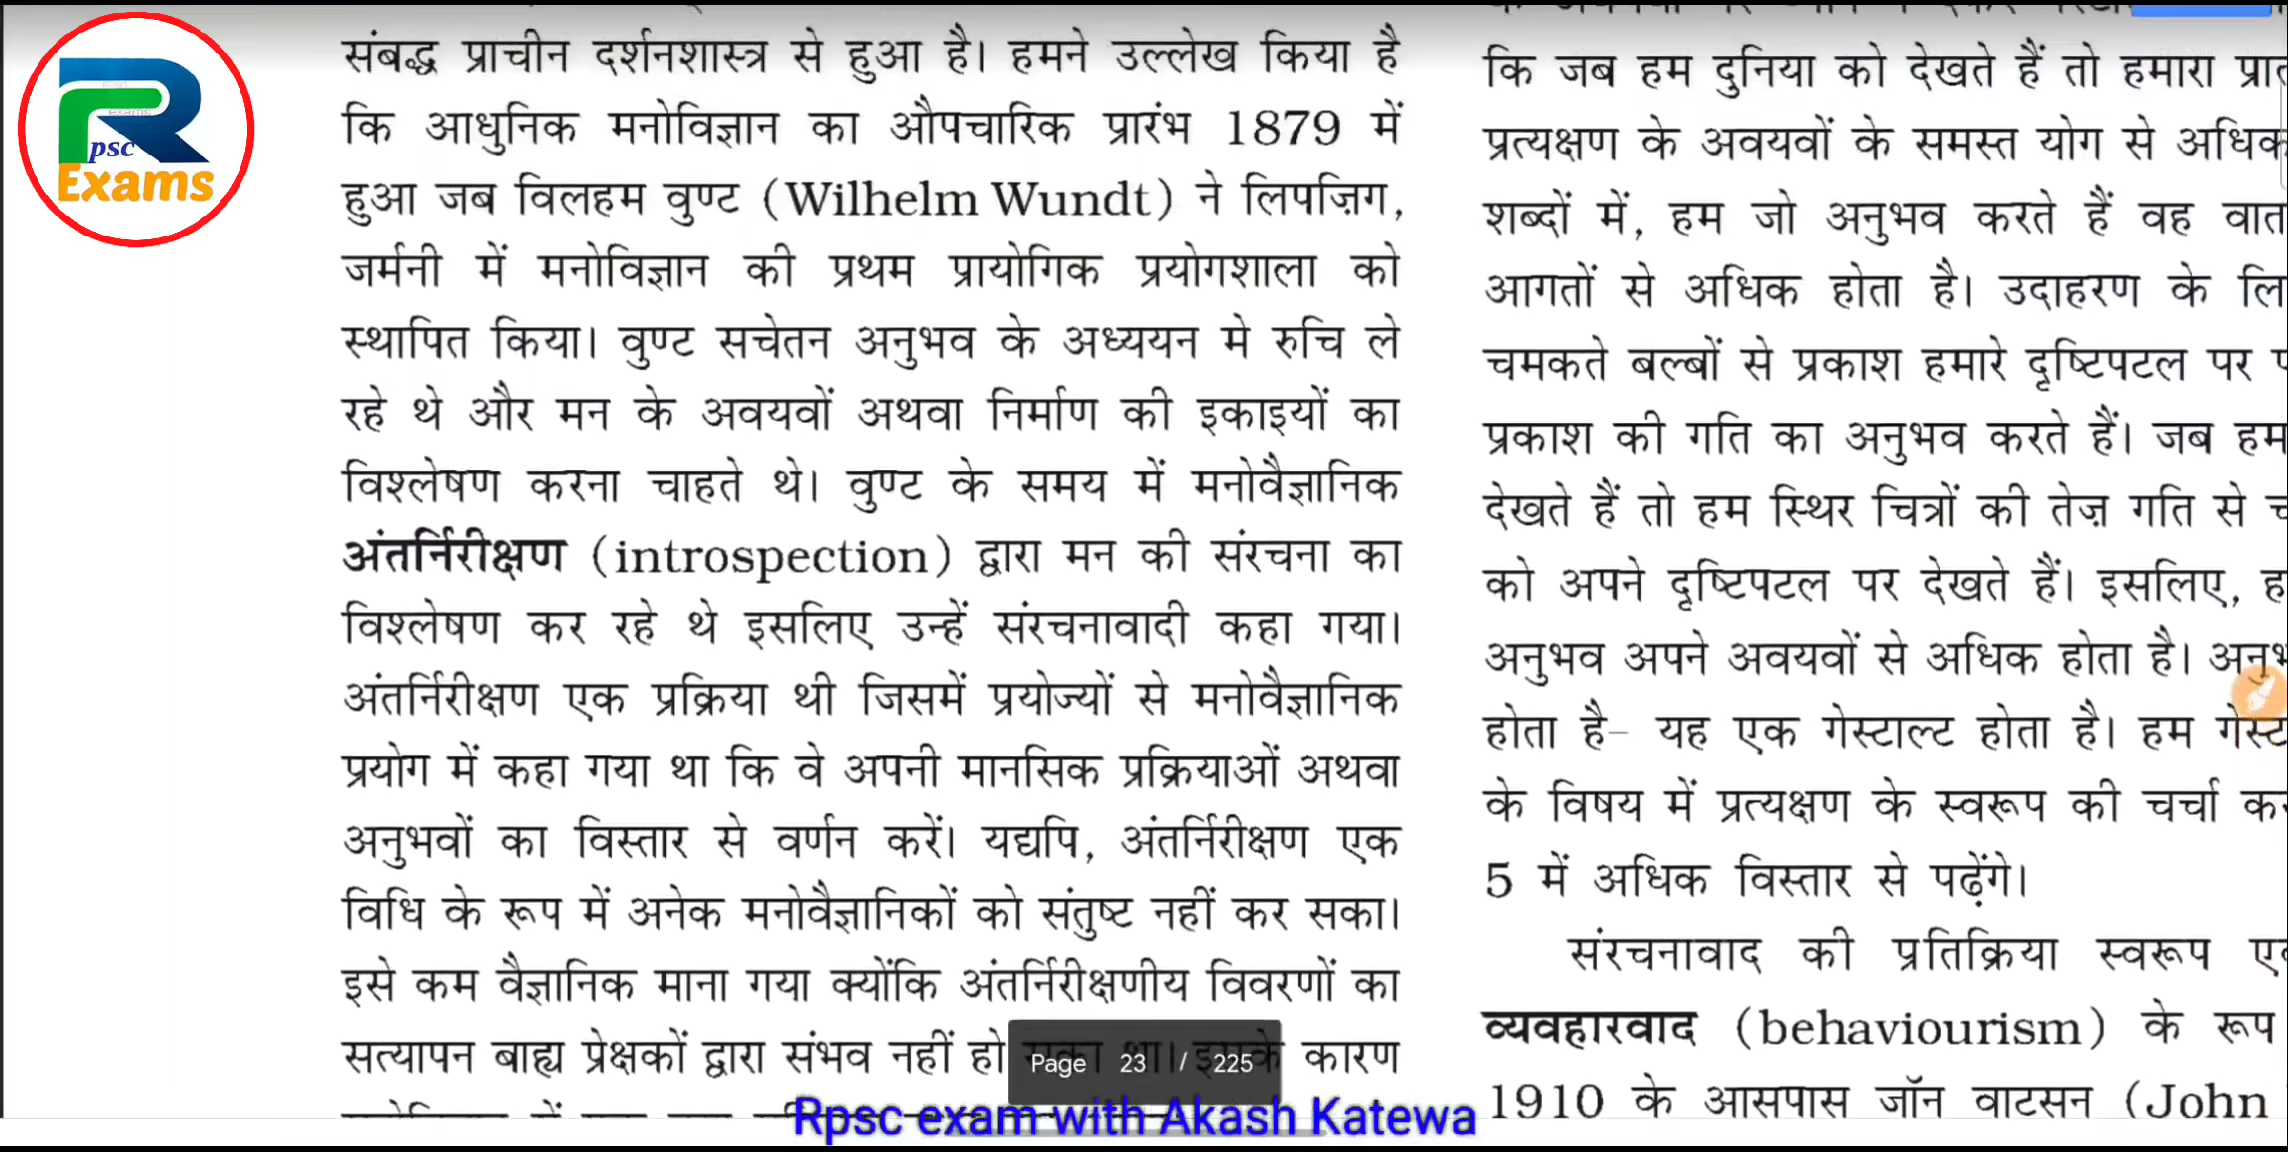 psc
Exams
संबद्ध प्राचीन दर्शनशास्त्र से हुआ है। हमने उल्लेख किया है
कि आधुनिक मनोविज्ञान का औपचारिक प्रारंभ 1879 में
हुआ जब विलहम वुण्ट (Wilhelm Wundt) ने लिपज़िग,
जर्मनी में मनोविज्ञान की प्रथम प्रायोगिक प्रयोगशाला को
स्थापित किया। वुण्ट सचेतन अनुभव के अध्ययन मे रुचि ले
रहे थे और मन के अवयवों अथवा निर्माण की इकाइयों का
विश्लेषण करना चाहते थे। वुण्ट के समय में मनोवैज्ञानिक
अंतर्निरीक्षण (introspection) द्वारा मन की संरचना का
विश्लेषण कर रहे थे इसलिए उन्हें संरचनावादी कहा गया।
अंतर्निरीक्षण एक प्रक्रिया थी जिसमें प्रयोज्यों से मनोवैज्ञानिक
प्रयोग में कहा गया था कि वे अपनी मानसिक प्रक्रियाओं अथवा
अनुभवों का विस्तार से वर्णन करें। यद्यपि, अंतर्निरीक्षण एक
विधि के रूप में अनेक मनोवैज्ञानिकों को संतुष्ट नहीं कर सका।
इसे कम वैज्ञानिक माना गया क्योंकि अंतर्निरीक्षणीय विवरणों का
सत्यापन बाह्य प्रेक्षकों द्वारा संभव नहीं हो सका था। इसके कारण
कि जब हम दुनिया को देखते हैं तो हमारा
प्रत्यक्षण के अवयवों के समस्त योग से अधिक
शब्दों में, हम जो अनुभव करते हैं वह
आगतों से अधिक होता है। उदाहरण के
चमकते बल्बों से प्रकाश हमारे दृष्टिपटल पर
प्रकाश की गति का अनुभव करते हैं। जब हम
देखते हैं तो हम स्थिर चित्रों की तेज़ गति से
को अपने दृष्टिपटल पर देखते हैं। इसलिए,
अनुभव अपने अवयवों से अधिक होता है।
होता है– यह एक गेस्टाल्ट होता है। हम
के विषय में प्रत्यक्षण के स्वरूप की चर्चा
5 में अधिक विस्तार से पढ़ेंगे।
संरचनावाद की प्रतिक्रिया स्वरूप
व्यवहारवाद (behaviourism) के रूप
1910 के आसपास जॉन वाटसन (John
Page 23 / 225
Rpsc exam with Akash Katewa